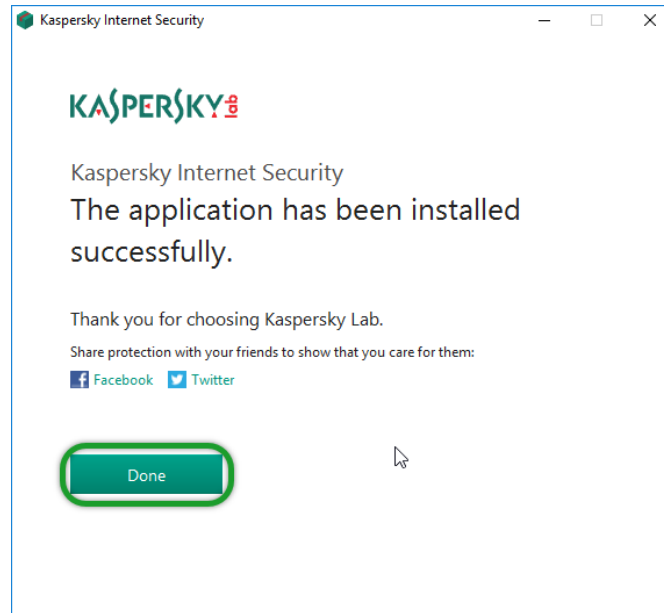 Kaspersky Internet Security
KASPERSKY lab
Kaspersky Internet Security
The application has been installed
successfully.
Thank you for choosing Kaspersky Lab.
Share protection with your friends to show that you care for them:
Facebook Twitter
Done